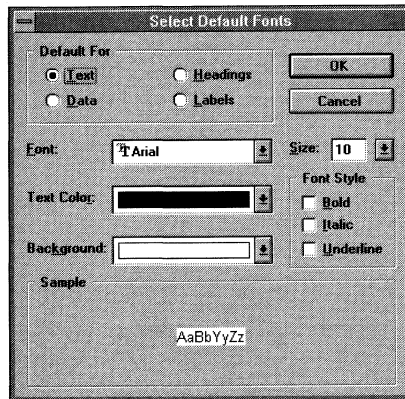 Select Default Fonts
Default For
Text
Headings
Data
Labels
OK
Cancel
Font:
Arial
Size:
10
Text Color:
Font Style
Bold
Italic
Underline
Background:
Sample
AaBbYyZz